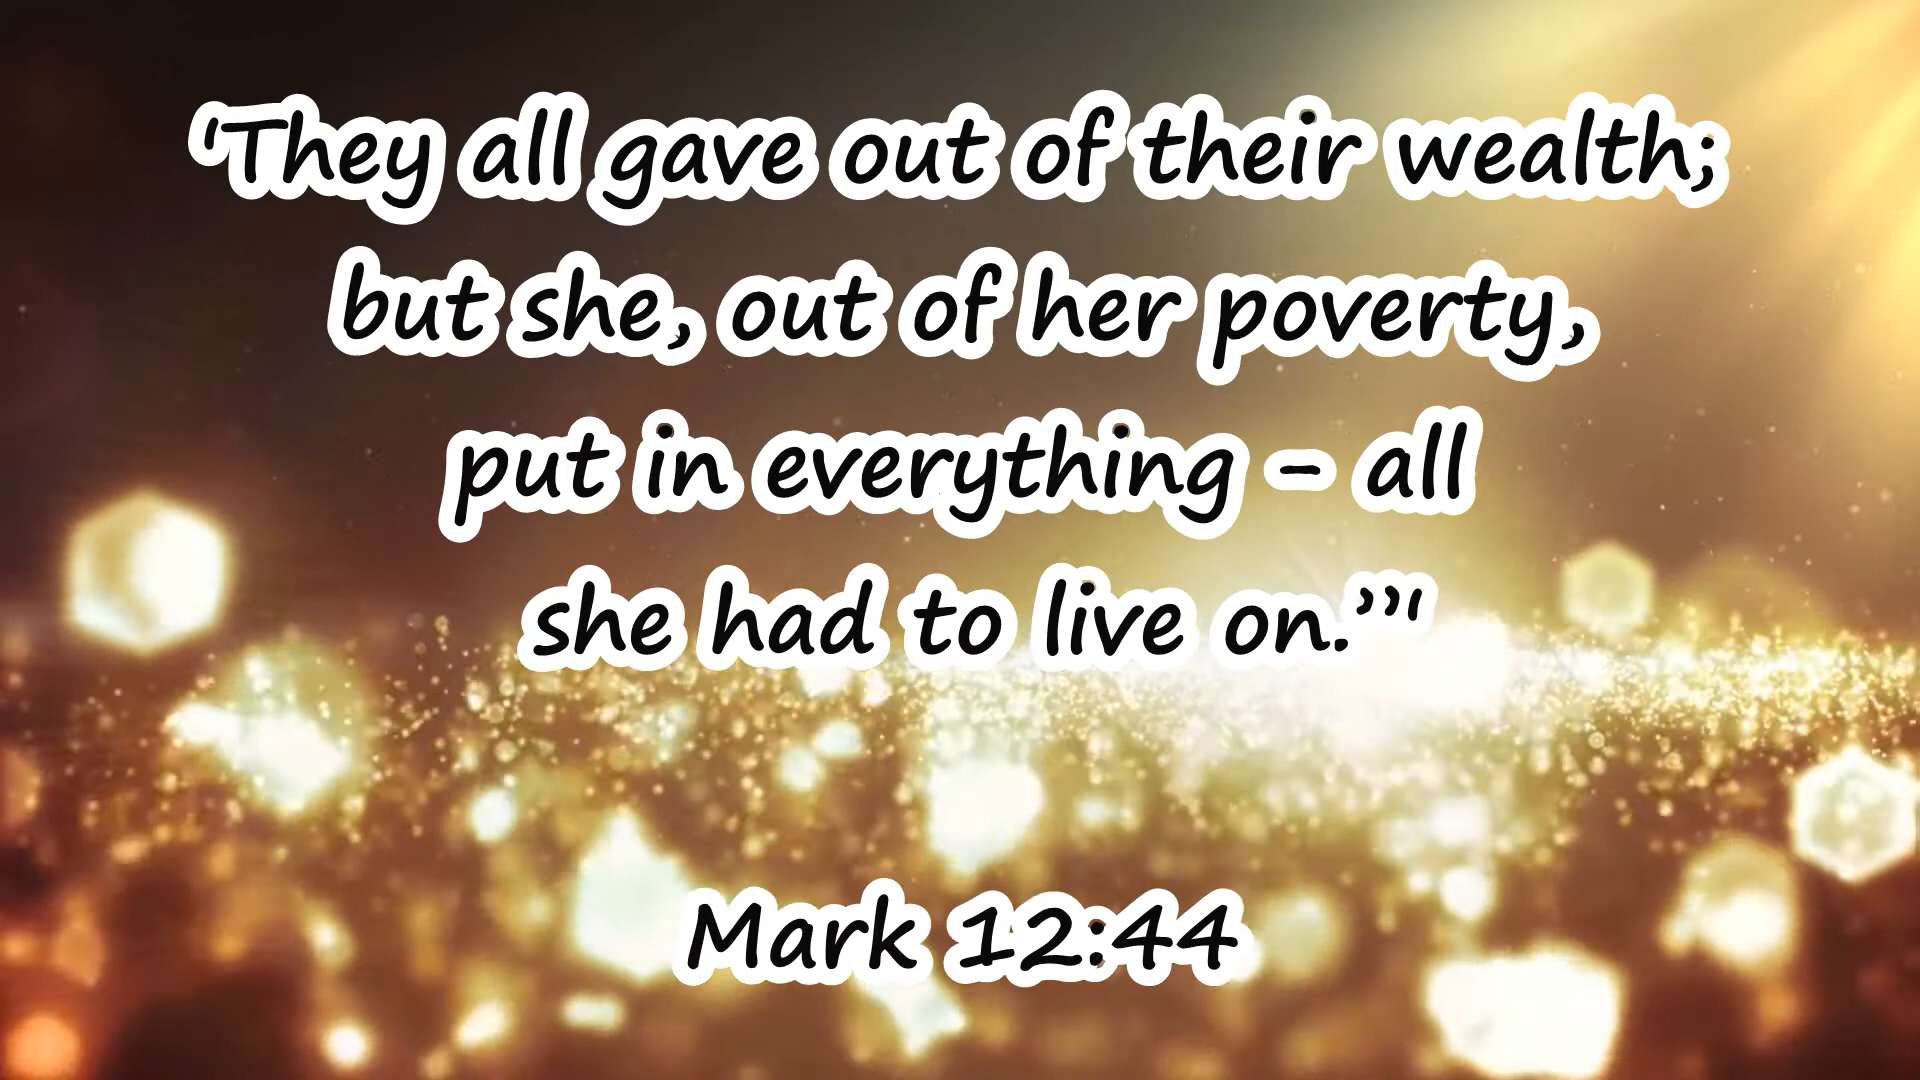 ‘They all gave out of their wealth;
but she, out of her poverty,
put in everything – all
she had to live on.’”'
Mark 12:44